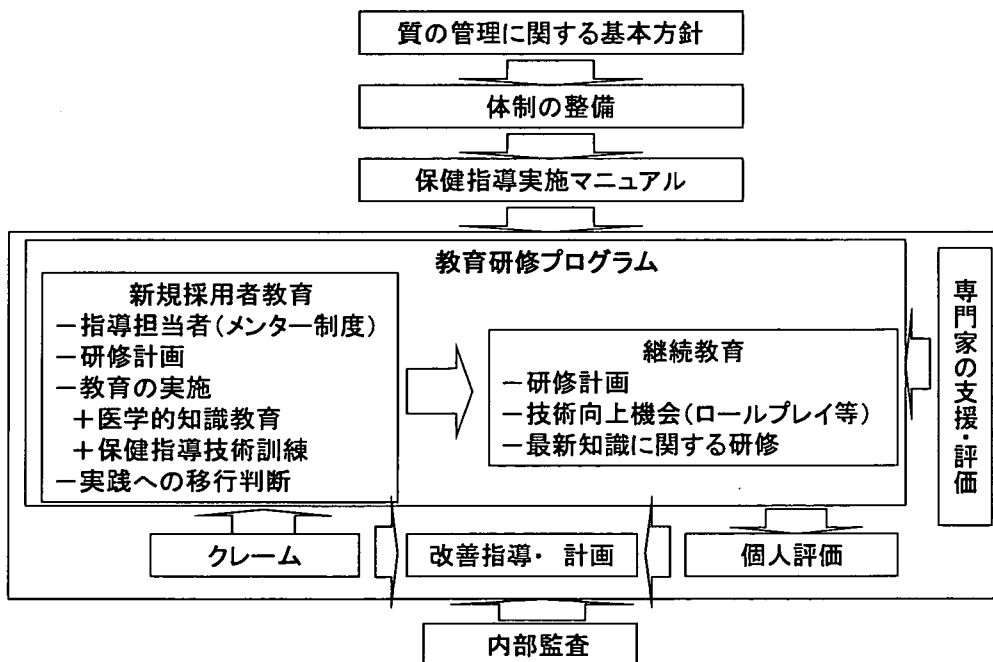 質の管理に関する基本方針
体制の整備
保健指導実施マニュアル
教育研修プログラム
新規採用者教育
－指導担当者(メンター制度)
－研修計画
－教育の実施
＋医学的知識教育
＋保健指導技術訓練
－実践への移行判断
継続教育
－研修計画
－技術向上機会(ロールプレイ等)
－最新知識に関する研修
専門家の支援・評価
クレーム
改善指導・ 計画
個人評価
内部監査